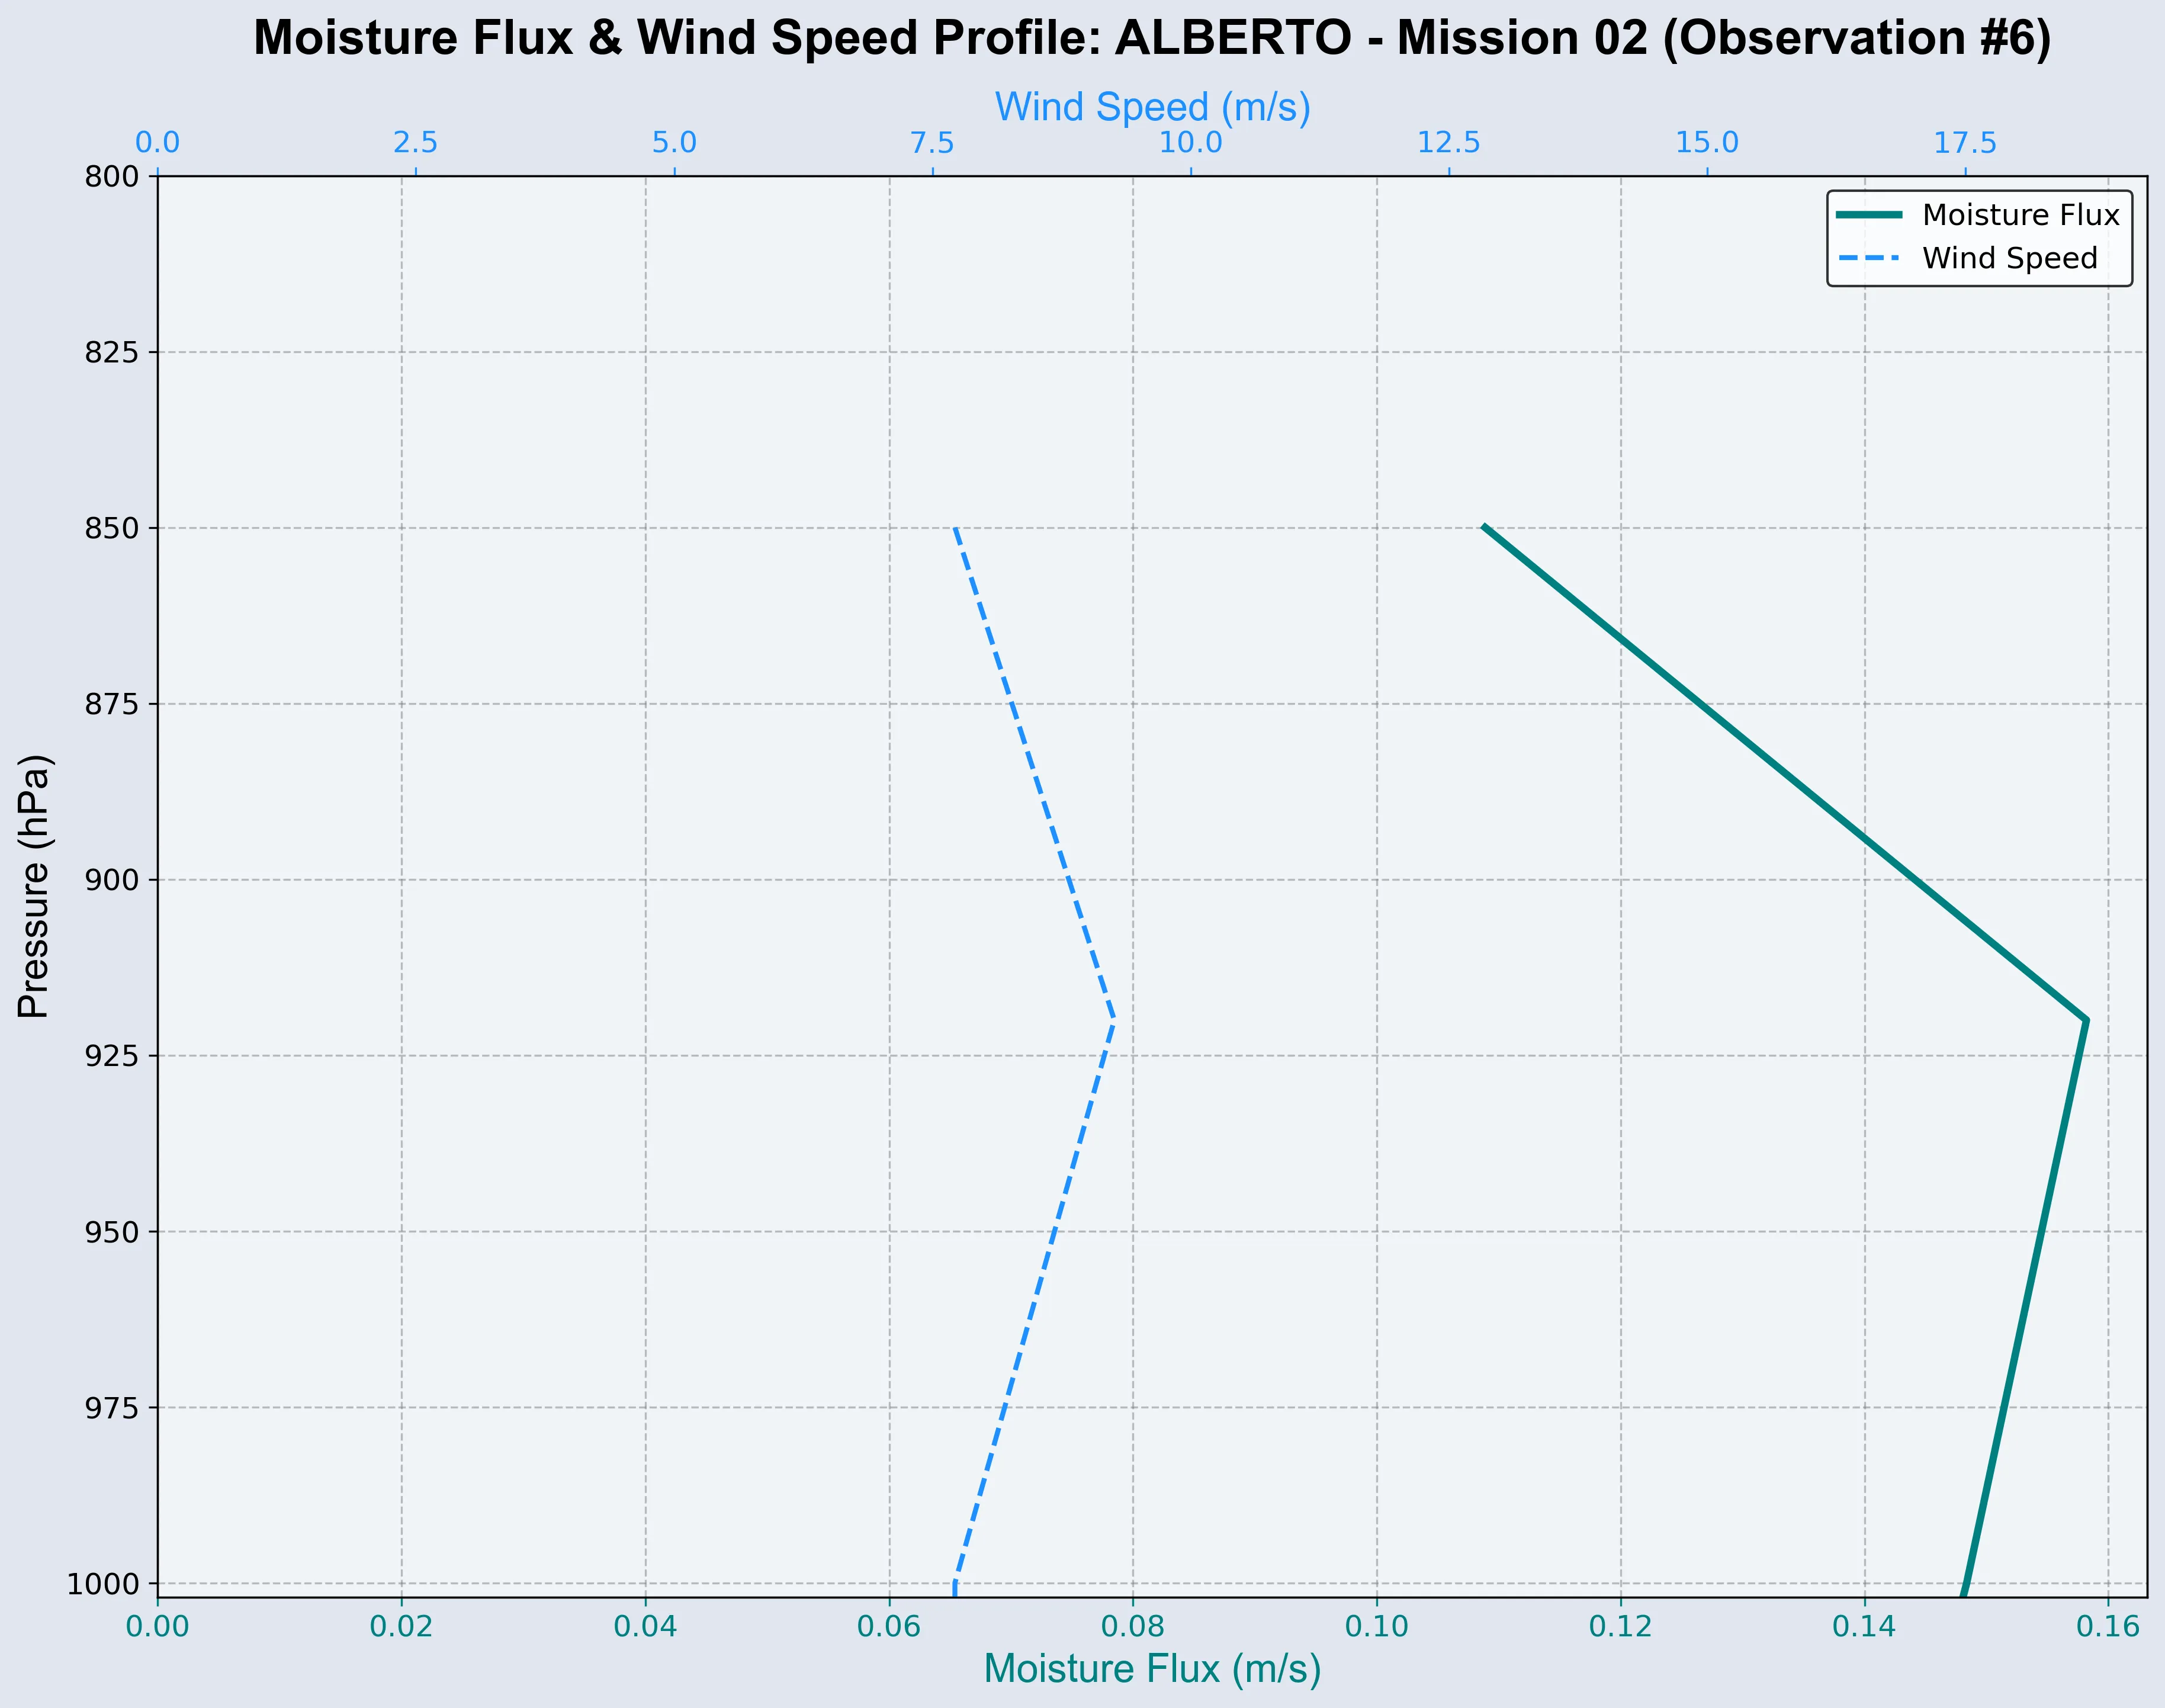 Moisture Flux & Wind Speed Profile: ALBERTO - Mission 02 (Observation #6)
Wind Speed (m/s)
0.0 2.5 5.0 7.5 10.0 12.5 15.0 17.5
Moisture Flux
Wind Speed
Pressure (hPa)
800
825
850
875
900
925
950
975
1000
0.00 0.02 0.04 0.06 0.08 0.10 0.12 0.14 0.16
Moisture Flux (m/s)